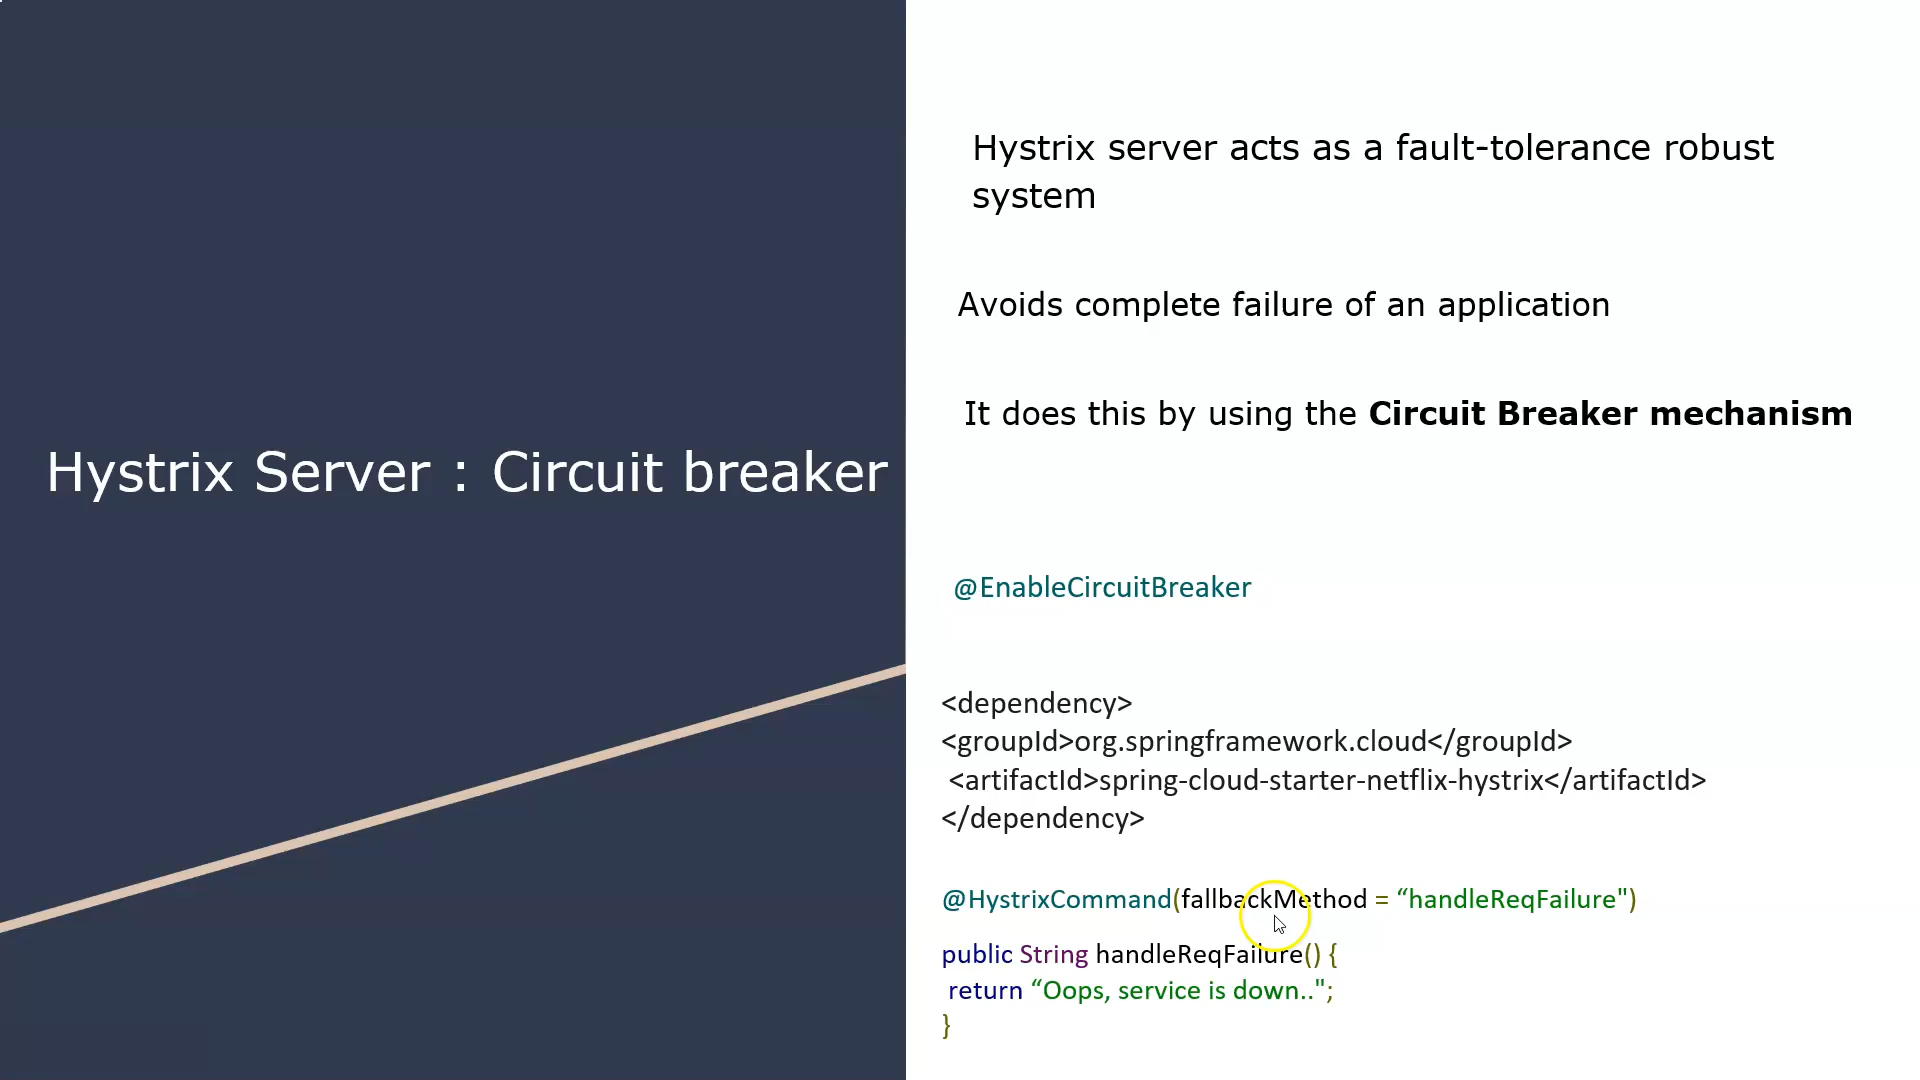 Hystrix Server : Circuit breaker
Hystrix server acts as a fault-tolerance robust
system
Avoids complete failure of an application
It does this by using the Circuit Breaker mechanism
@EnableCircuitBreaker
<dependency>
<groupId>org.springframework.cloud</groupId>
<artifactId>spring-cloud-starter-netflix-hystrix</artifactId>
</dependency>
@HystrixCommand(fallbackMethod = “handleReqFailure")
public String handleReqFailure() {
return “Oops, service is down..";
}